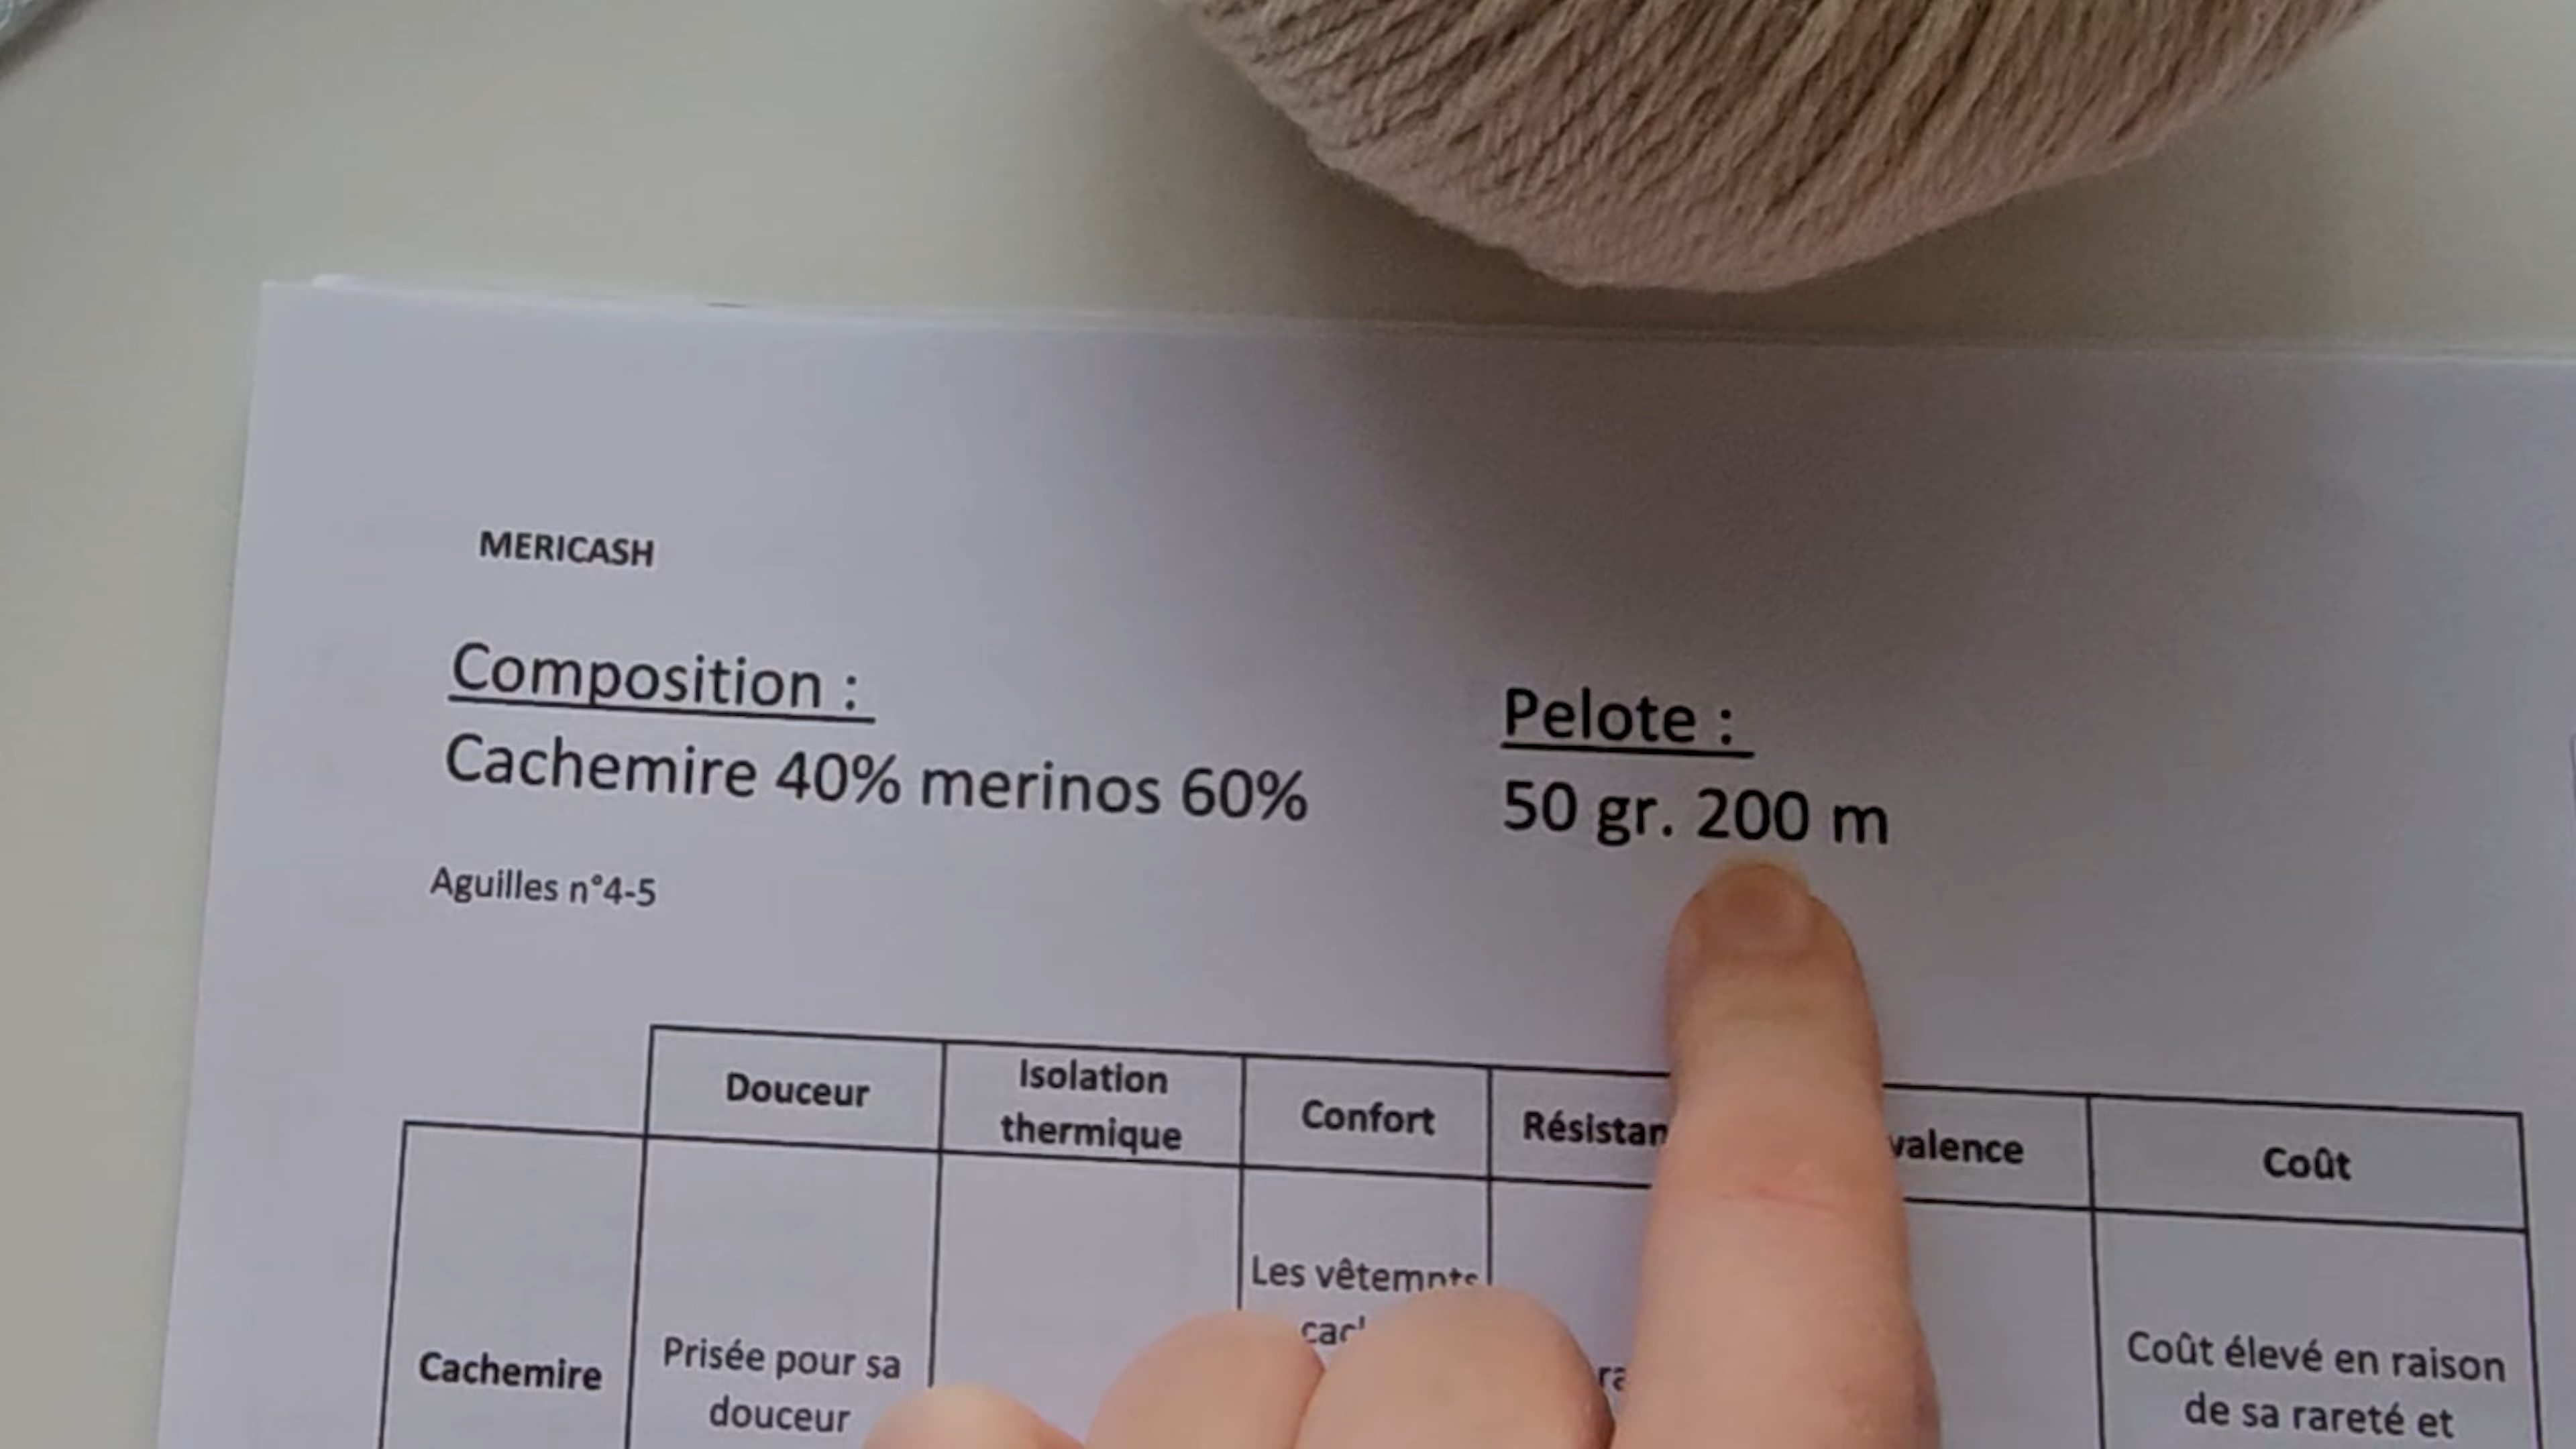 MERICASH
Composition :
Cachemire 40% merinos 60%
Pelote :
50 gr. 200 m
Aguilles n°4-5
Douceur
Isolation
thermique
Confort
Coût
Cachemire
Prisée pour sa
douceur
Les
Coût élevé en raison
de sa rareté et